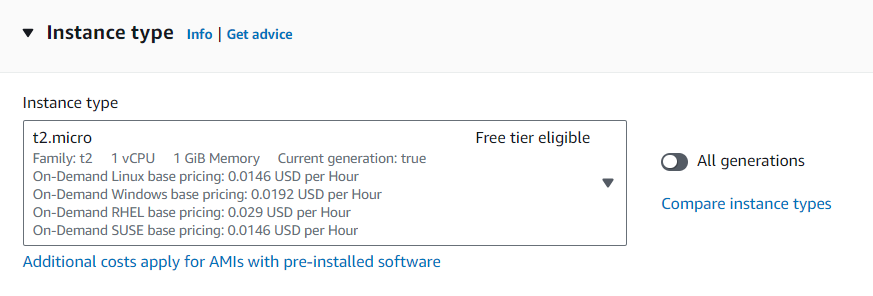 Instance type Info | Get advice
Instance type
t2.micro Free tier eligible
Family: t2 1 vCPU 1 GiB Memory Current generation: true
On-Demand Linux base pricing: 0.0146 USD per Hour
On-Demand Windows base pricing: 0.0192 USD per Hour
On-Demand RHEL base pricing: 0.029 USD per Hour
On-Demand SUSE base pricing: 0.0146 USD per Hour
All generations
Compare instance types
Additional costs apply for AMIs with pre-installed software